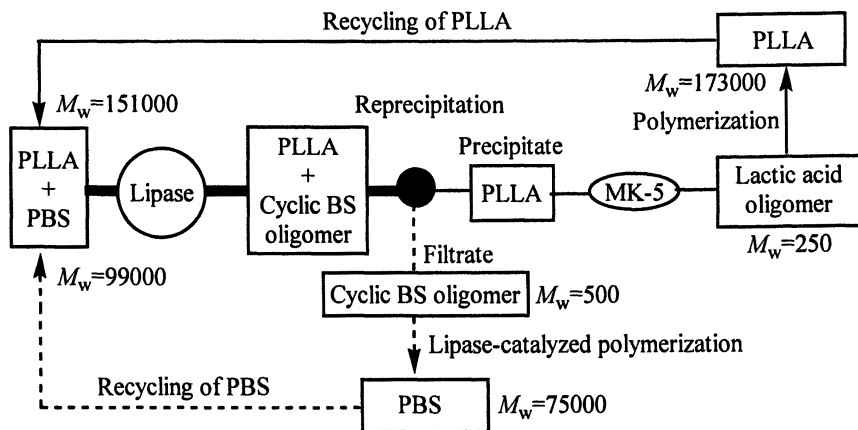 Recycling of PLLA
PLLA
Mw=151000
Reprecipitation
Mw=173000
Polymerization
PLLA
+
PBS
Lipase
PLLA
+
Cyclic BS
oligomer
Precipitate
PLLA
MK-5
Lactic acid
oligomer
Mw=250
Mw=99000
Filtrate
Cyclic BS oligomer
Mw=500
Lipase-catalyzed polymerization
Recycling of PBS
PBS
Mw=75000